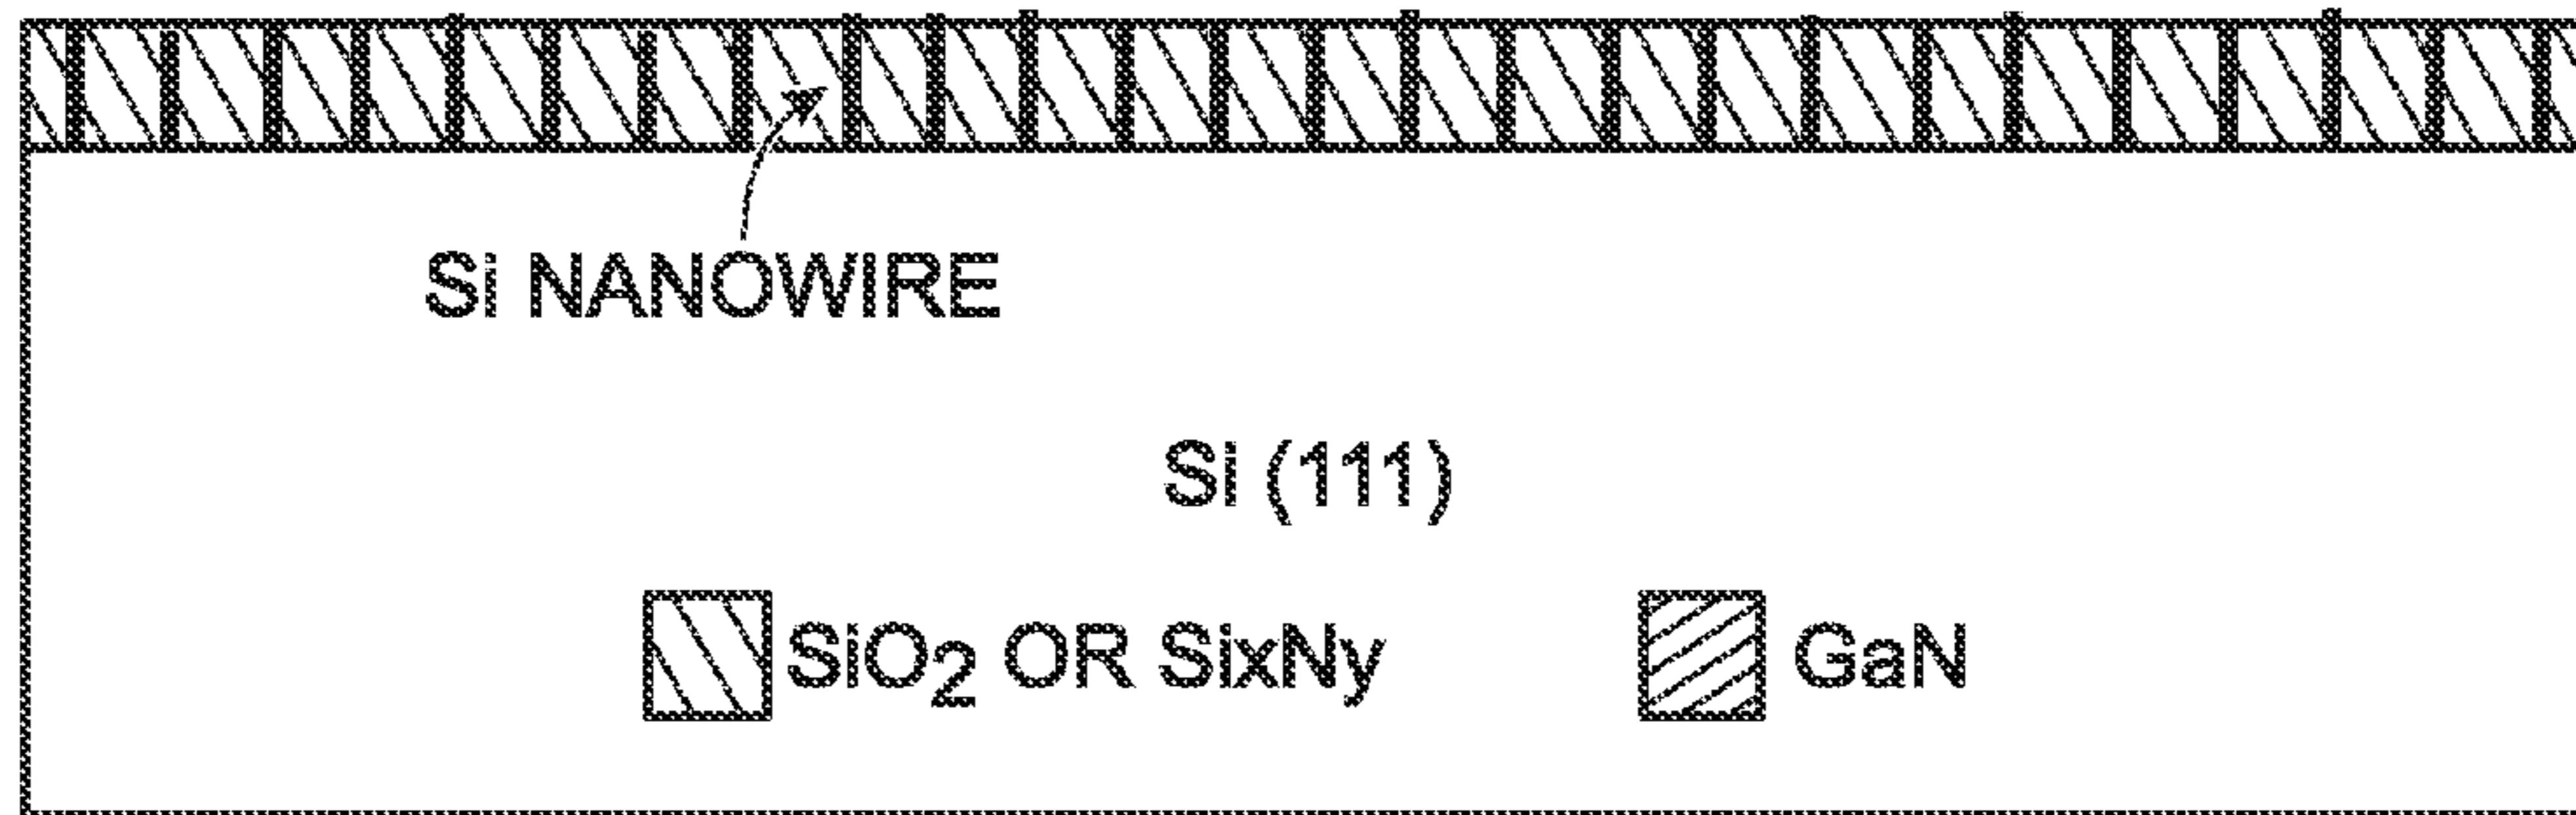 Si NANOWIRE
Si (111)
SiO₂ OR SixNy GaN